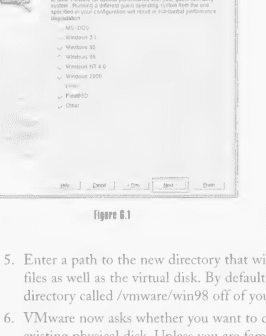 system. Running a different guest operating system from the one
specified in your configuration will result in substantial performance
degradation
MS-DOS
Windows 3.1
Windows 95
Windows 98
Windows NT 4.0
Windows 2000
Linux
FreeBSD
Other
Help Cancel < Prev Next > Finish
Figure 6.1
5. Enter a path to the new directory that wi
files as well as the virtual disk. By default
directory called /vmware/win98 off of you
6. VMware now asks whether you want to c
existing physical disk. Unless you are fam